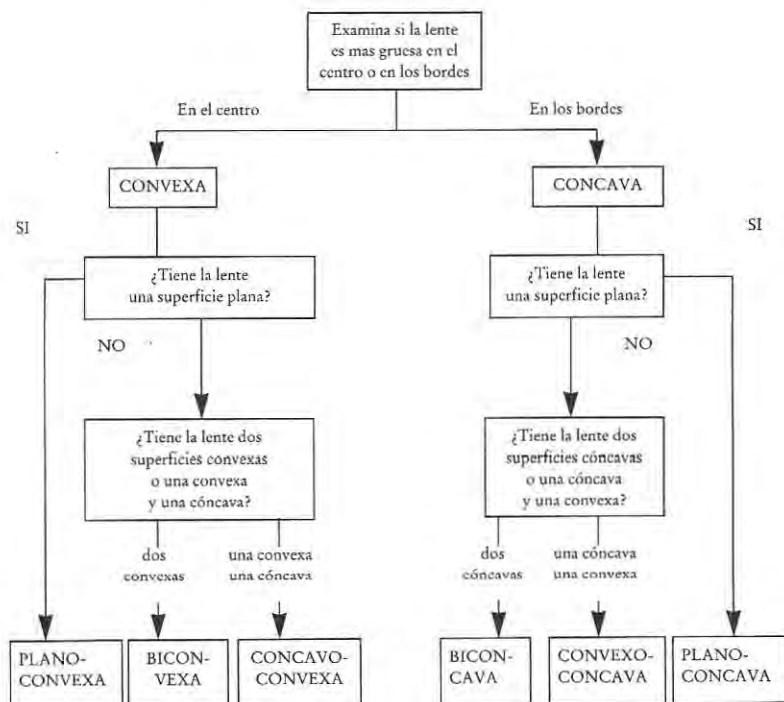 Examina si la lente
es mas gruesa en el
centro o en los bordes
En el centro
En los bordes
CONVEXA
CONCAVA
SI
SI
¿Tiene la lente
una superficie plana?
¿Tiene la lente
una superficie plana?
NO
NO
¿Tiene la lente dos
superficies convexas
o una convexa
y una cóncava?
¿Tiene la lente dos
superficies cóncavas
o una cóncava
y una convexa?
dos
convexas
una convexa
una cóncava
dos
cóncavas
una cóncava
una convexa
PLANO-
CONVEXA
BICON-
VEXA
CONCAVO-
CONVEXA
BICON-
CAVA
CONVEXO-
CONCAVA
PLANO-
CONCAVA